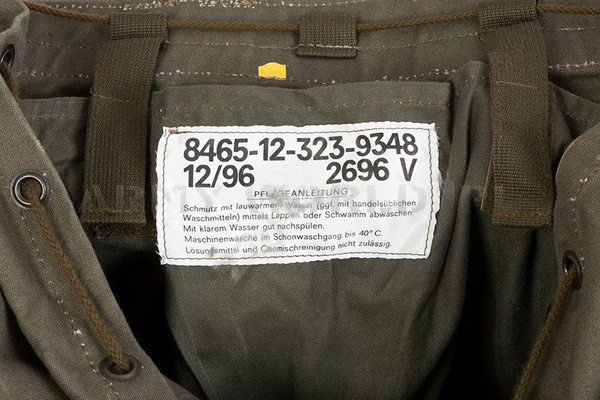 8465-12-323-9348
12/96 2696 V
PFLEGEANLEITUNG
Schmutz mit lauwarmem Wasser (ggf. mit handelsüblichen
Waschmitteln) mittels Lappen oder Schwamm abwaschen.
Mit klarem Wasser gut nachspülen.
Maschinenwäsche im Schonwaschgang bis 40°C.
Lösungsmittel und Chemischreinigung nicht zulässig.